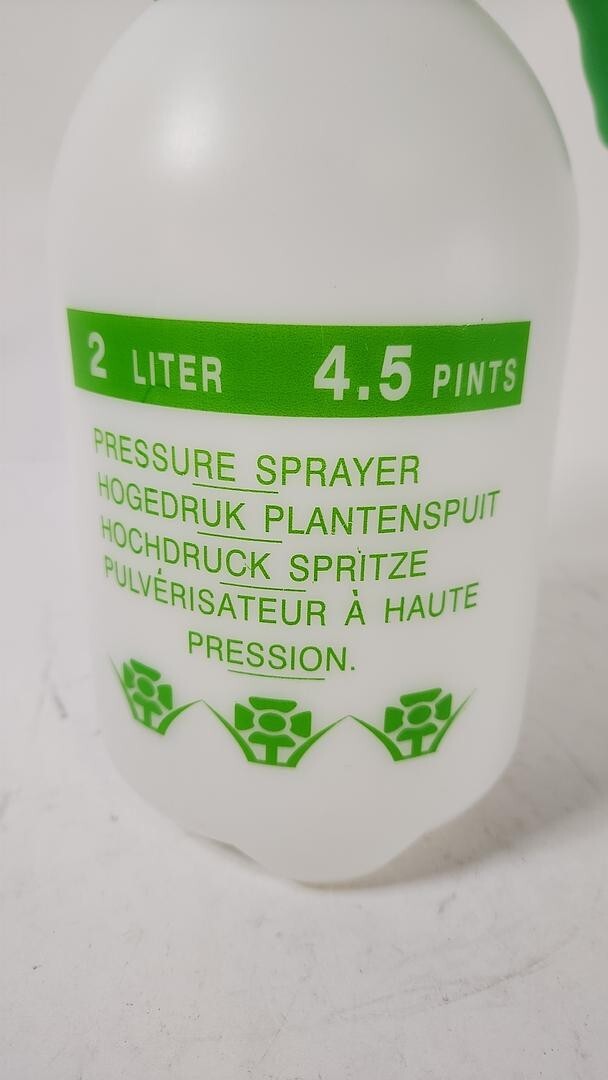 2 LITER 4.5 PINTS
PRESSURE SPRAYER
HOGEDRUK PLANTENSPUIT
HOCHDRUCK SPRITZE
PULVÉRISATEUR À HAUTE
PRESSION.